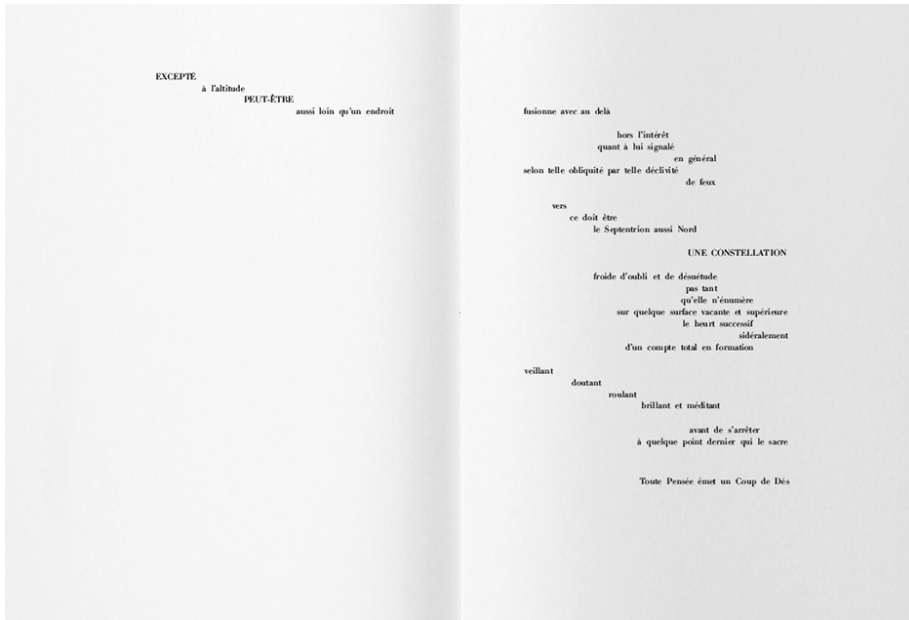 EXCEPTÉ
à l'altitude
PEUT-ÊTRE
aussi loin qu'un endroit
fusionne avec au delà
hors l'intérêt
quant à lui signalé
en général
selon telle obliquité par telle déclivité
de feux
vers
ce doit être
le Septentrion aussi Nord
UNE CONSTELLATION
froide d'oubli et de désuétude
pas tant
qu'elle n'énumère
sur quelque surface vacante et supérieure
le heurt successif
sidéralement
d'un compte total en formation
veillant
doutant
roulant
brillant et méditant
avant de s'arrêter
à quelque point dernier qui le sacre
Toute Pensée émet un Coup de Dés